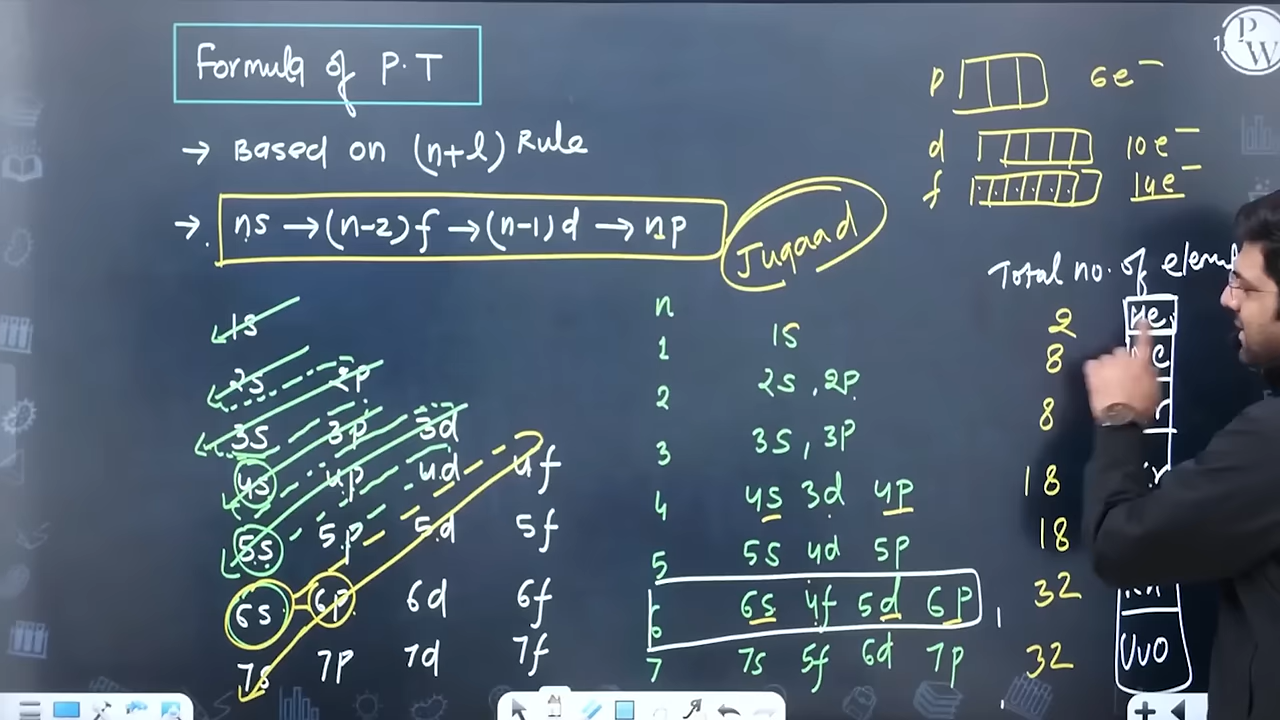 Formula of P.T
→ Based on (n+l) Rule
→ ns → (n-2) f → (n-1) d → np
Jugaad
p 6e⁻
d 10e⁻
f 14e⁻
PW
Total no. of
1s
2s 2p
3s 3p 3d
4s 4p 4d 4f
5s 5p 5d 5f
6s 6p 6d 6f
7s 7p 7d 7f
n
1 1s 2 He
2 2s, 2p 8
3 3s, 3p 8
4 4s 3d 4p 18
5 5s 4d 5p 18
6 6s 4f 5d 6p 32
7 7s 5f 6d 7p 32 Uuo